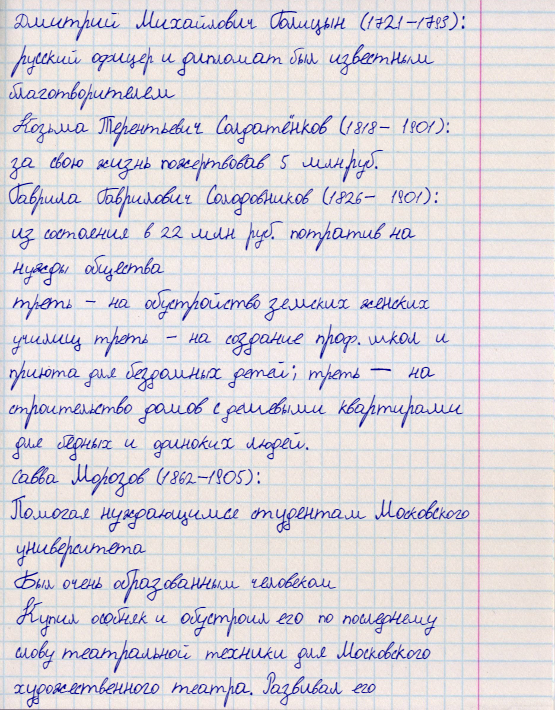 Дмитрий Михайлович Голицын (1721-1793):
русский офицер и дипломат был известным
благотворителем
Козьма Терентьевич Солдатёнков (1818- 1901):
за свою жизнь пожертвовав 5 млн.руб.
Гаврила Гаврилович Солодовников (1826- 1901):
из состояния в 22 млн руб. потратив на
нужды общества
треть - на обустройство земских женских
училищ треть - на создание проф. школ и
приюта для бездомных детей; треть — на
строительство домов с дешевыми квартирами
для бедных и одиноких людей.
Савва Морозов (1862-1905):
Помогая нуждающимся студентам Московского
университета
Был очень образованным человеком
Купил особняк и обустроил его по последнему
слову театральной техники для Московского
художественного театра. Развивал его